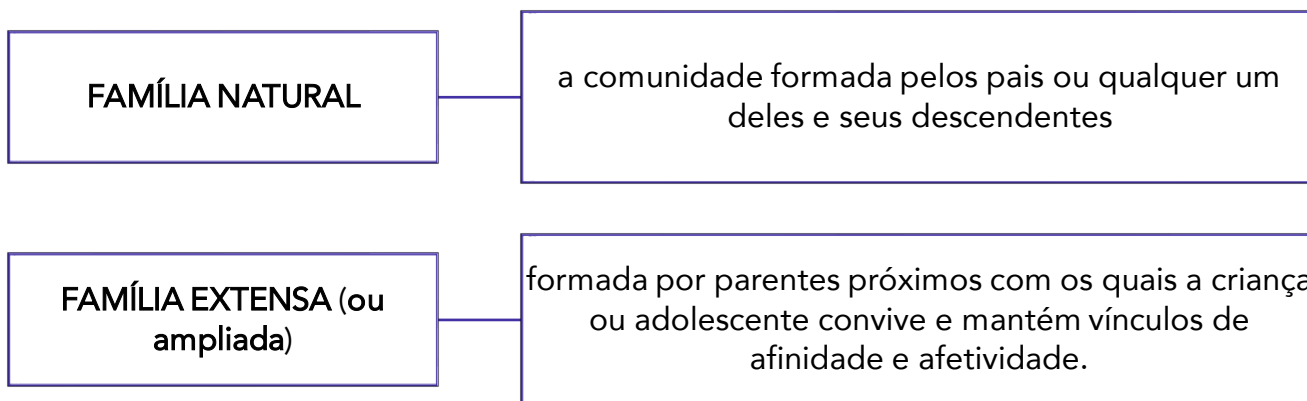 FAMÍLIA NATURAL
a comunidade formada pelos pais ou qualquer um
deles e seus descendentes
FAMÍLIA EXTENSA (ou
ampliada)
formada por parentes próximos com os quais a criança
ou adolescente convive e mantém vínculos de
afinidade e afetividade.